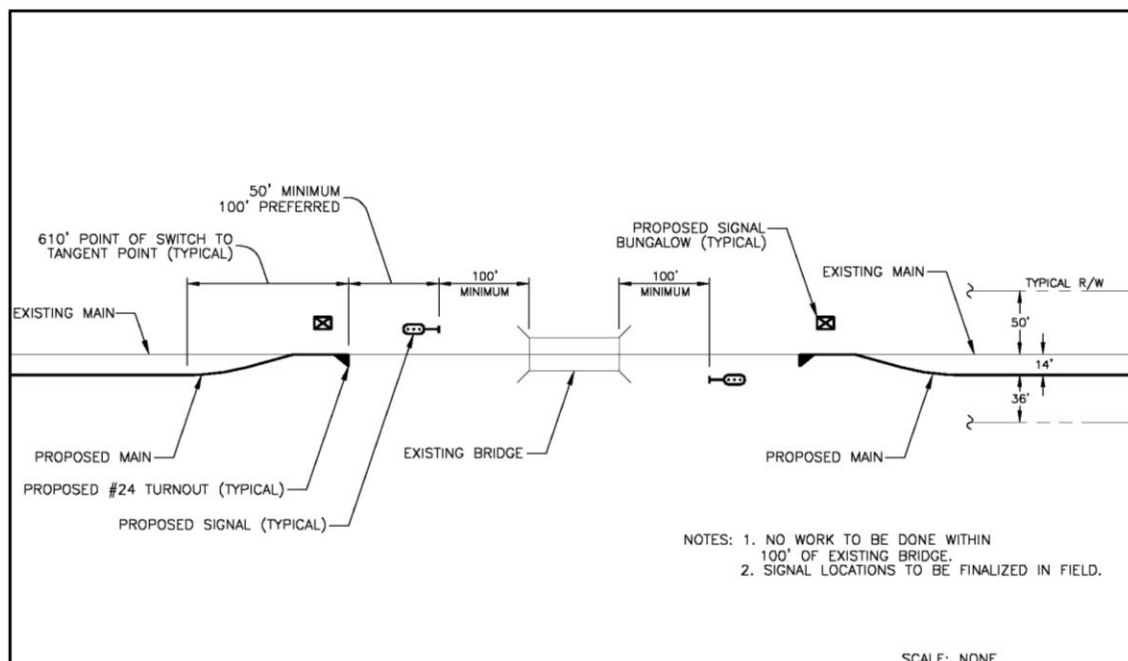 50' MINIMUM
100' PREFERRED
610' POINT OF SWITCH TO
TANGENT POINT (TYPICAL)
PROPOSED SIGNAL
BUNGALOW (TYPICAL)
100'
MINIMUM
100'
MINIMUM
EXISTING MAIN
TYPICAL R/W
EXISTING MAIN
50'
14'
36'
PROPOSED MAIN
EXISTING BRIDGE
PROPOSED MAIN
PROPOSED #24 TURNOUT (TYPICAL)
PROPOSED SIGNAL (TYPICAL)
NOTES: 1. NO WORK TO BE DONE WITHIN
100' OF EXISTING BRIDGE.
2. SIGNAL LOCATIONS TO BE FINALIZED IN FIELD.
SCALE: NONE